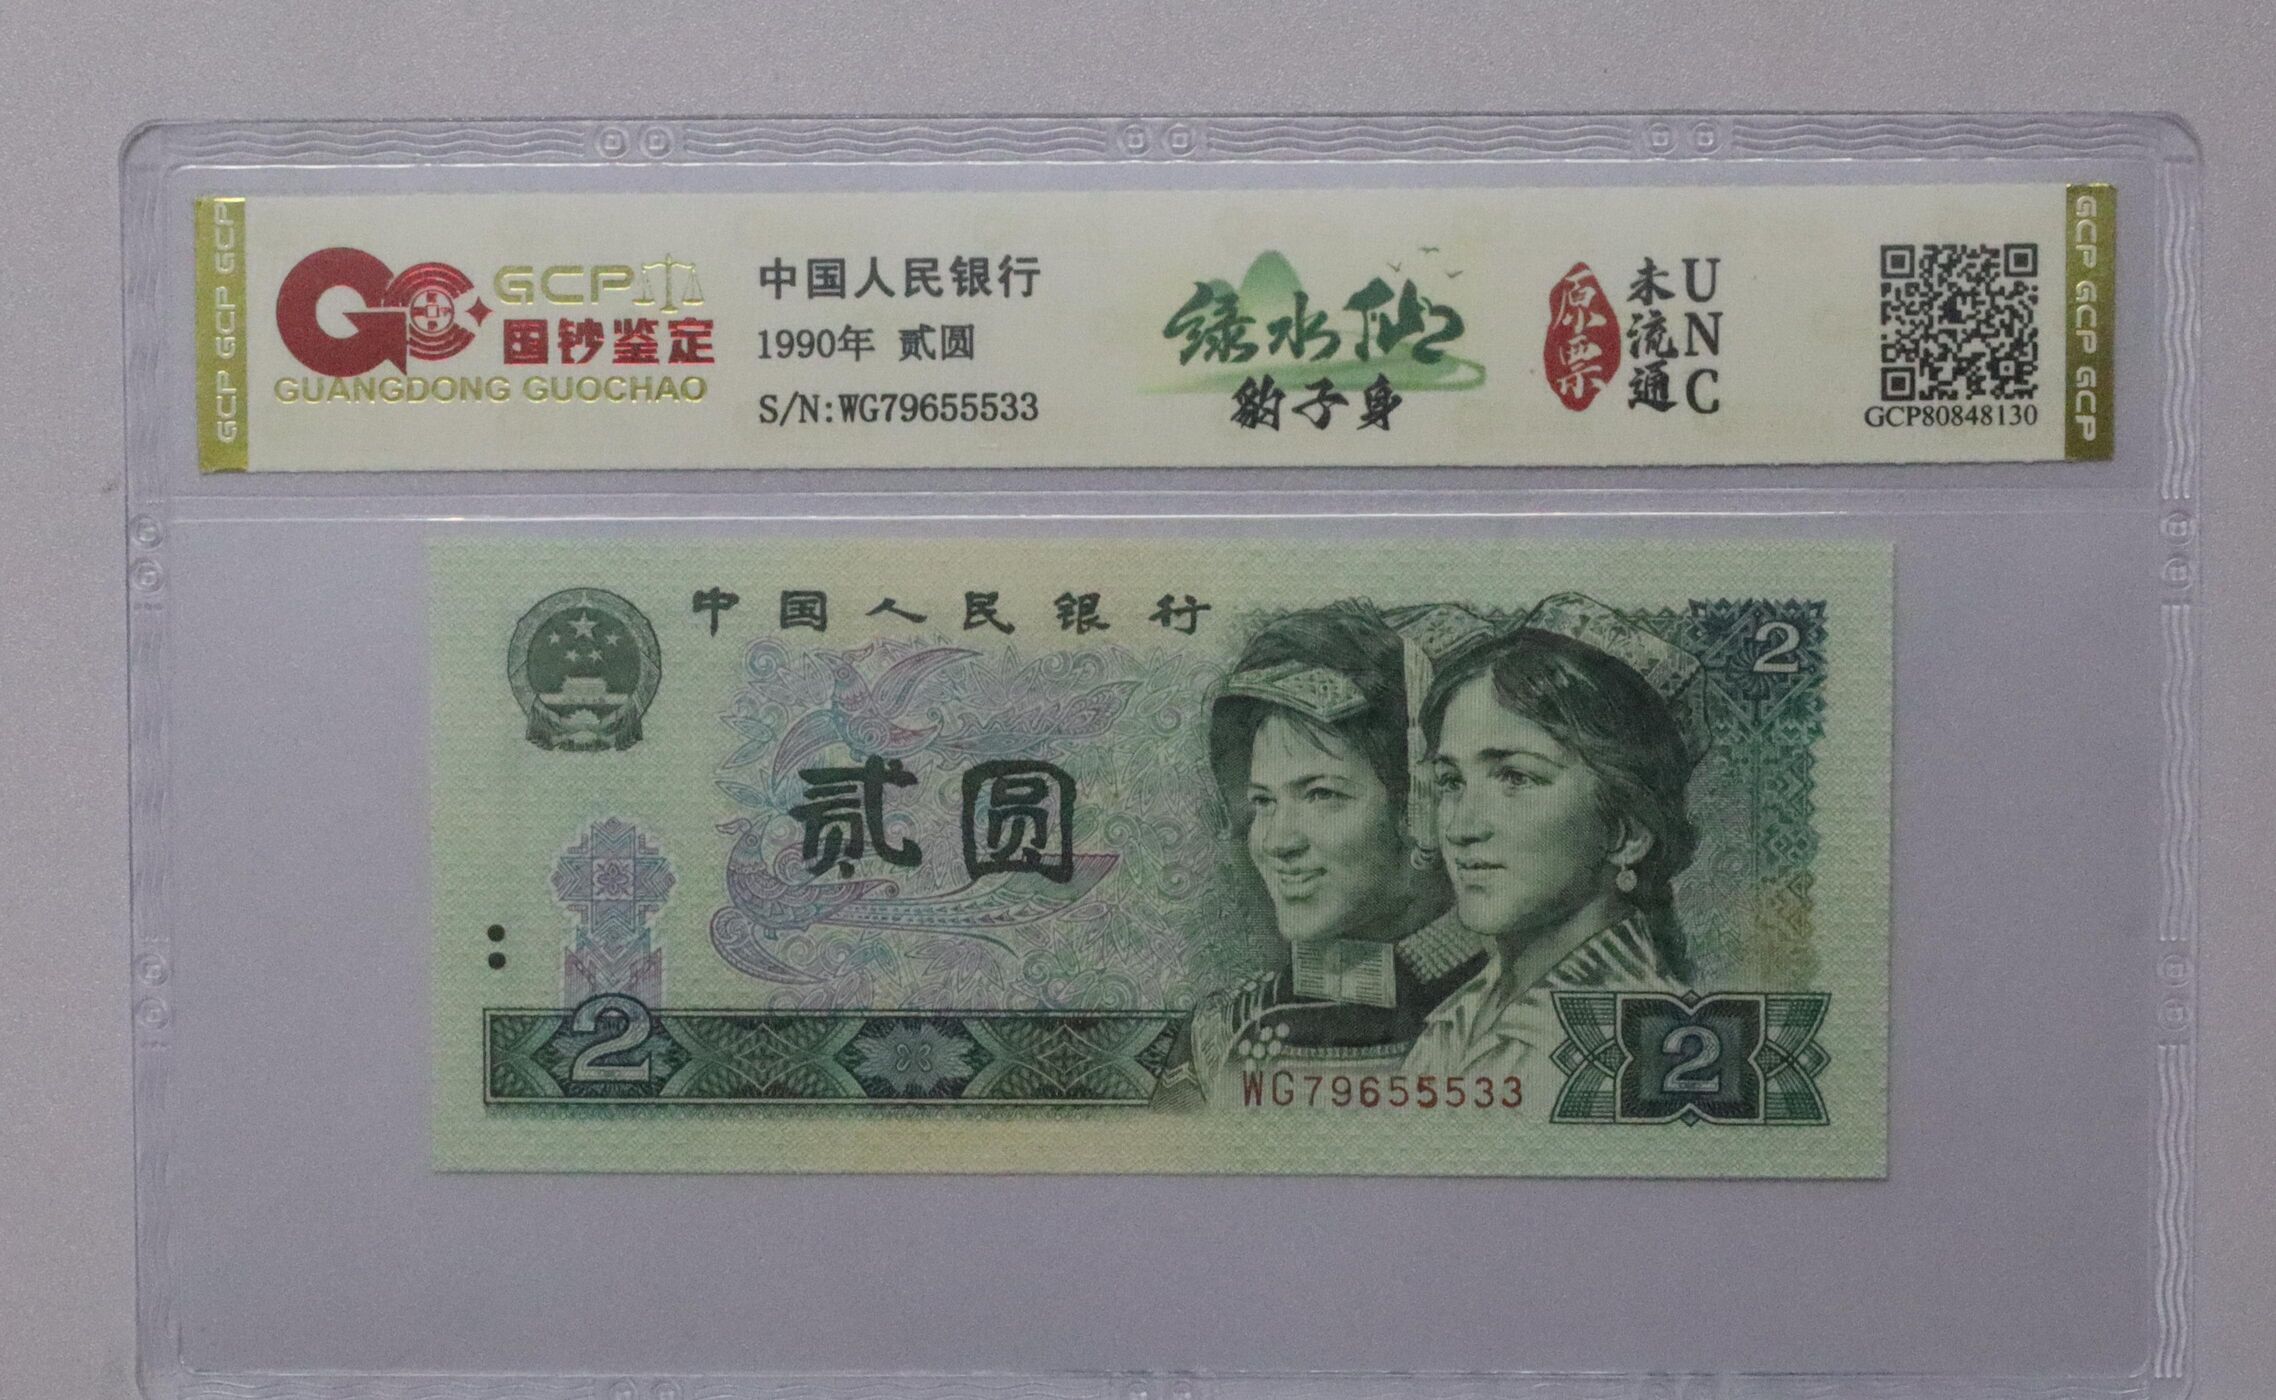 GCP GCP GCP
GCP
国钞鉴定
GUANGDONG GUOCHAO
中国人民银行
1990年 贰圆
S/N:WG79655533
绿水仙
豹子身
原票
未流通
UNC
GCP80848130
GCP GCP GCP
中国人民银行
2
贰圆
2
WG79655533
2